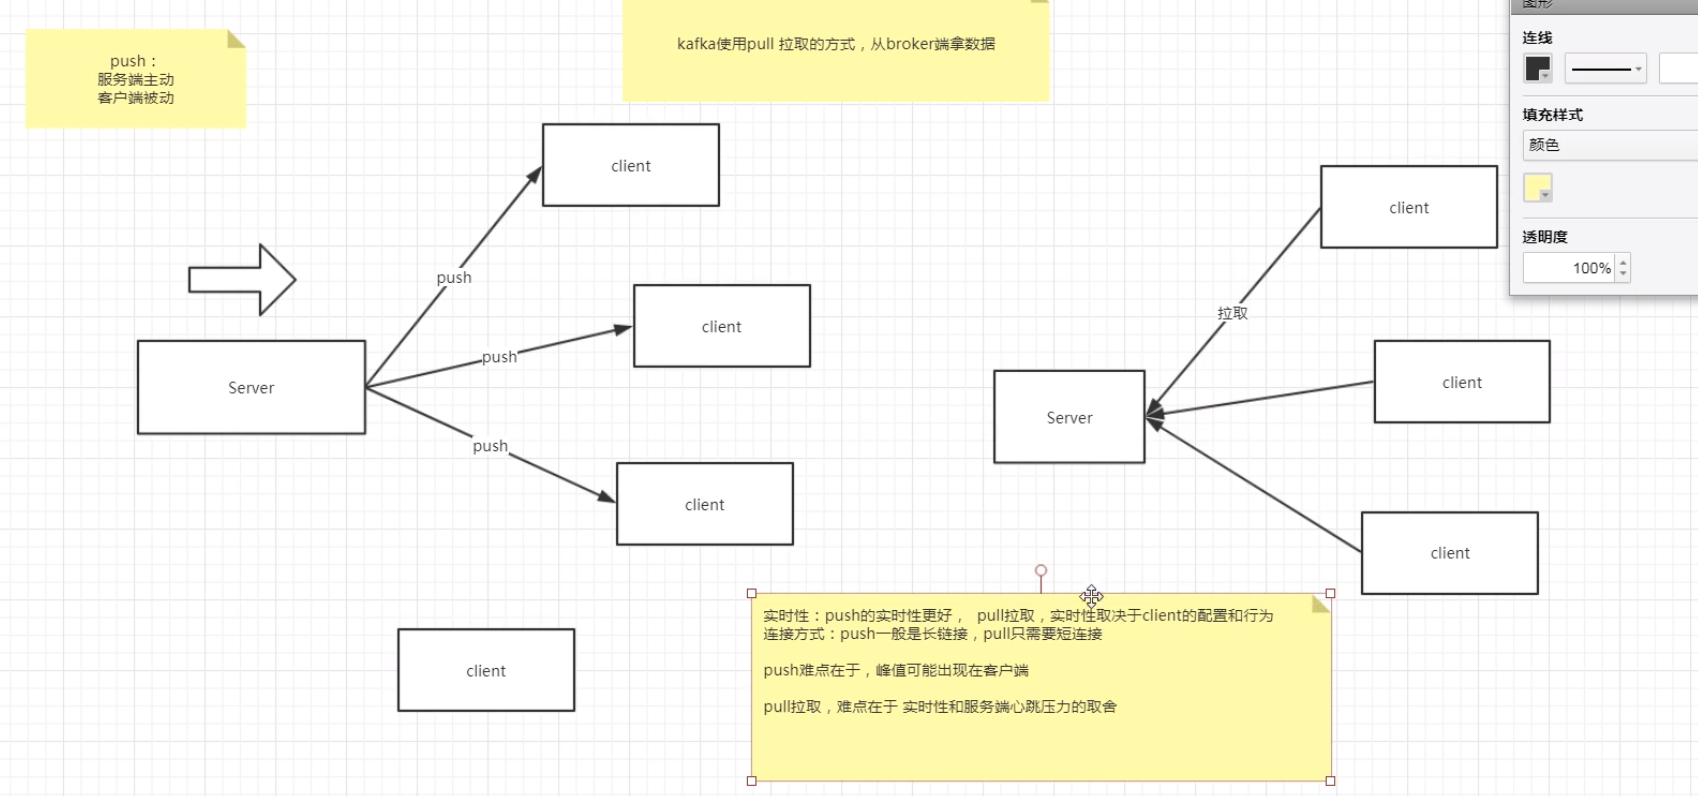 图形
连线
填充样式
颜色
透明度
100%
push：
服务端主动
客户端被动
kafka使用pull 拉取的方式，从broker端拿数据
client
push
client
push
Server
push
client
client
client
拉取
client
Server
client
实时性：push的实时性更好， pull拉取，实时性取决于client的配置和行为
连接方式：push一般是长链接，pull只需要短连接
push难点在于，峰值可能出现在客户端
pull拉取，难点在于 实时性和服务端心跳压力的取舍